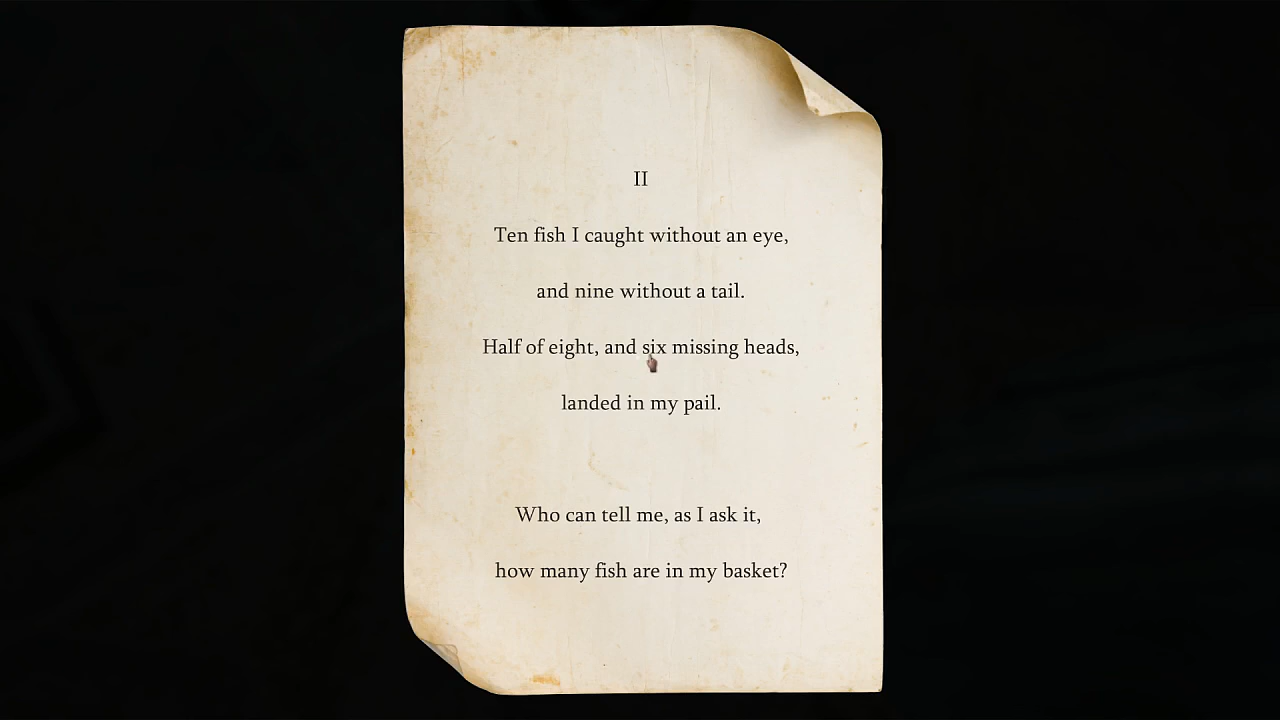 II
Ten fish I caught without an eye,
and nine without a tail.
Half of eight, and six missing heads,
landed in my pail.
Who can tell me, as I ask it,
how many fish are in my basket?